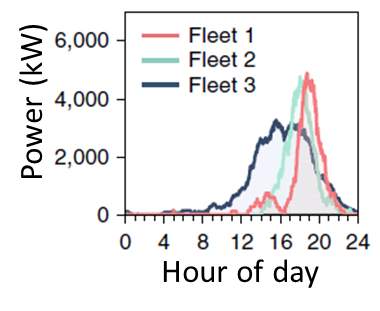 Power (kW)
6,000
4,000
2,000
0
Fleet 1
Fleet 2
Fleet 3
0 4 8 12 16 20 24
Hour of day